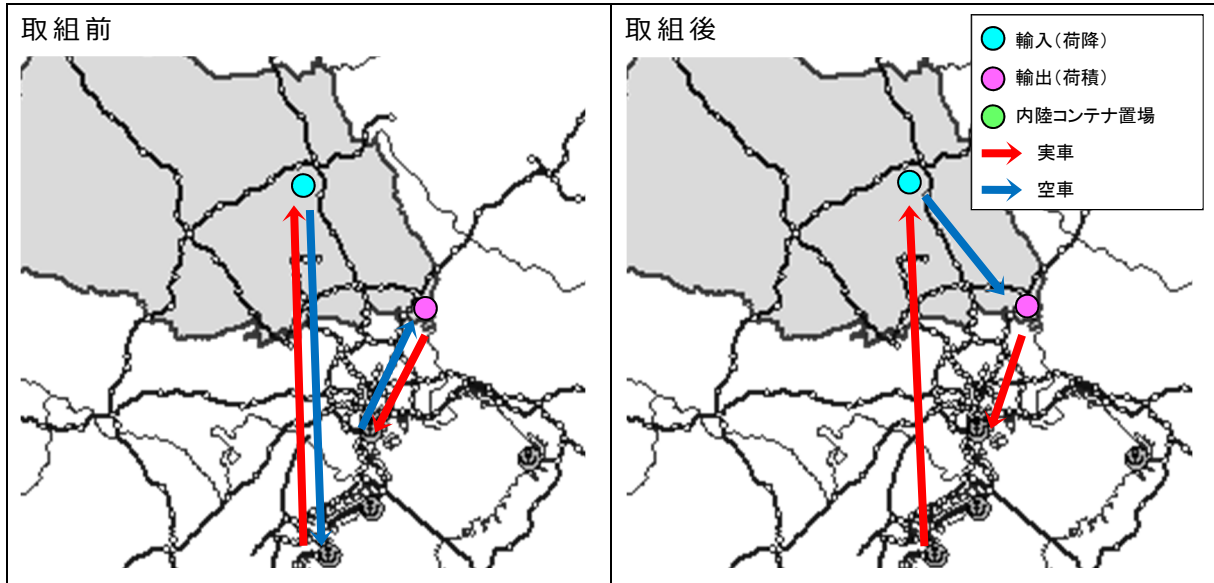 取組前
取組後
輸入（荷降）
輸出（荷積）
内陸コンテナ置場
実車
空車